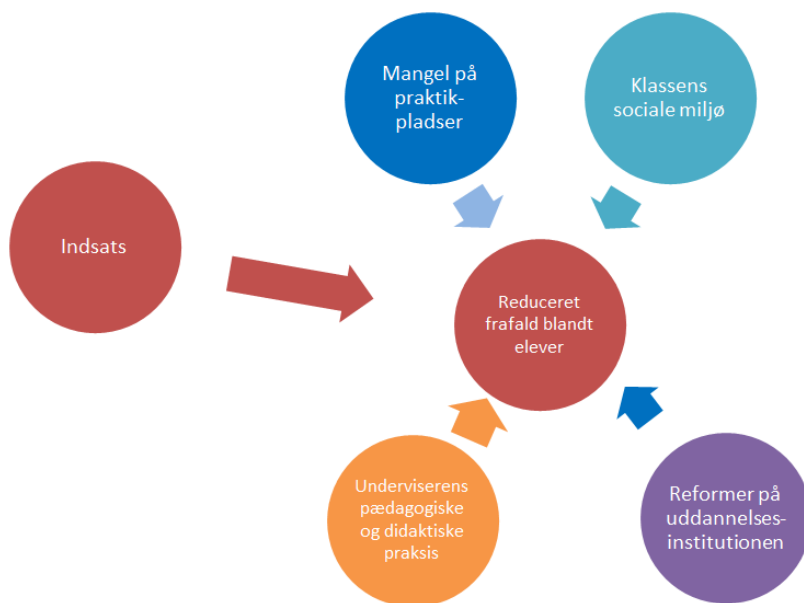 Mangel på
praktik-
pladser
Klassens
sociale miljø
Indsats
Reduceret
frafald blandt
elever
Underviserens
pædagogiske
og didaktiske
praksis
Reformer på
uddannelses-
institutionen